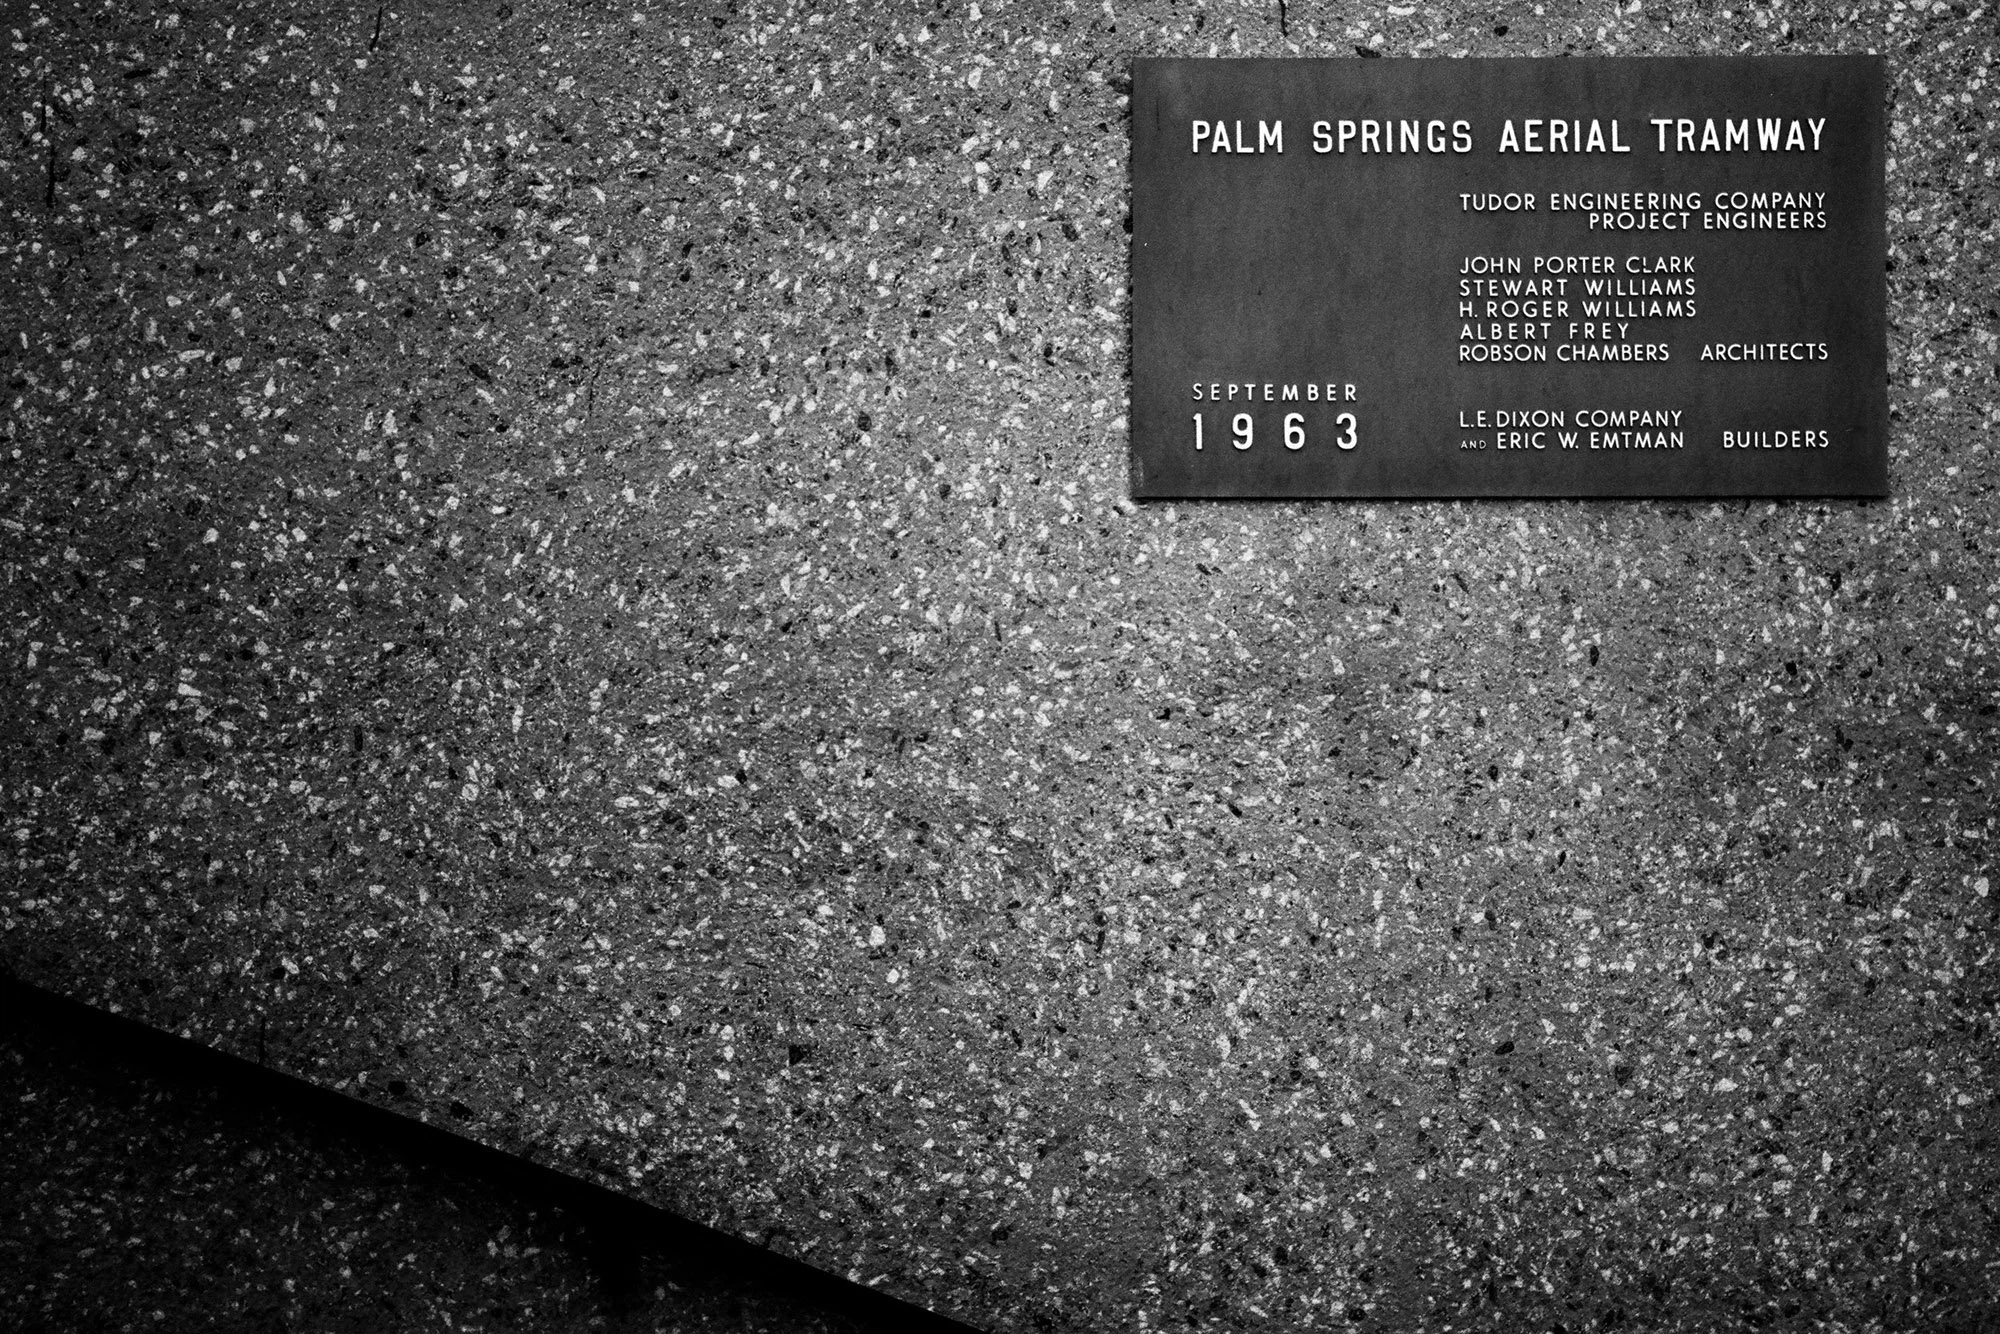 PALM SPRINGS AERIAL TRAMWAY
TUDOR ENGINEERING COMPANY
PROJECT ENGINEERS
JOHN PORTER CLARK
STEWART WILLIAMS
H. ROGER WILLIAMS
ALBERT FREY
ROBSON CHAMBERS ARCHITECTS
SEPTEMBER
1963
L.E. DIXON COMPANY
AND ERIC W. EMTMAN BUILDERS